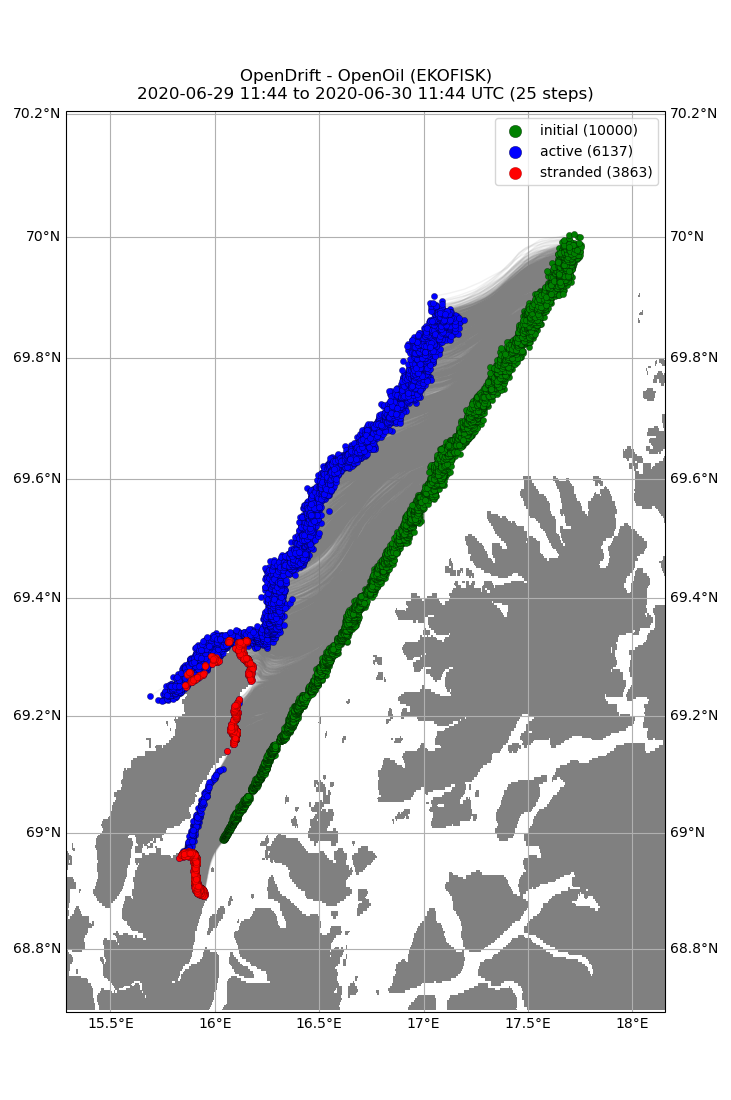 OpenDrift - OpenOil (EKOFISK)
2020-06-29 11:44 to 2020-06-30 11:44 UTC (25 steps)
70.2°N 70.2°N
initial (10000)
active (6137)
stranded (3863)
70°N 70°N
69.8°N 69.8°N
69.6°N 69.6°N
69.4°N 69.4°N
69.2°N 69.2°N
69°N 69°N
68.8°N 68.8°N
15.5°E 16°E 16.5°E 17°E 17.5°E 18°E